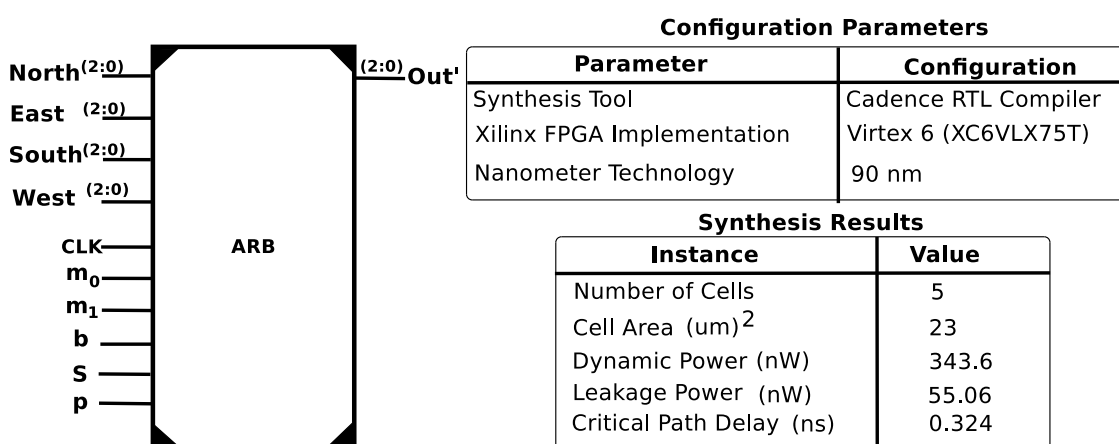 North(2:0)
East (2:0)
South(2:0)
West (2:0)
CLK
m0
m1
b
S
p
ARB
(2:0) Out'
Configuration Parameters
Parameter Configuration
Synthesis Tool Cadence RTL Compiler
Xilinx FPGA Implementation Virtex 6 (XC6VLX75T)
Nanometer Technology 90 nm
Synthesis Results
Instance Value
Number of Cells 5
Cell Area (um)2 23
Dynamic Power (nW) 343.6
Leakage Power (nW) 55.06
Critical Path Delay (ns) 0.324